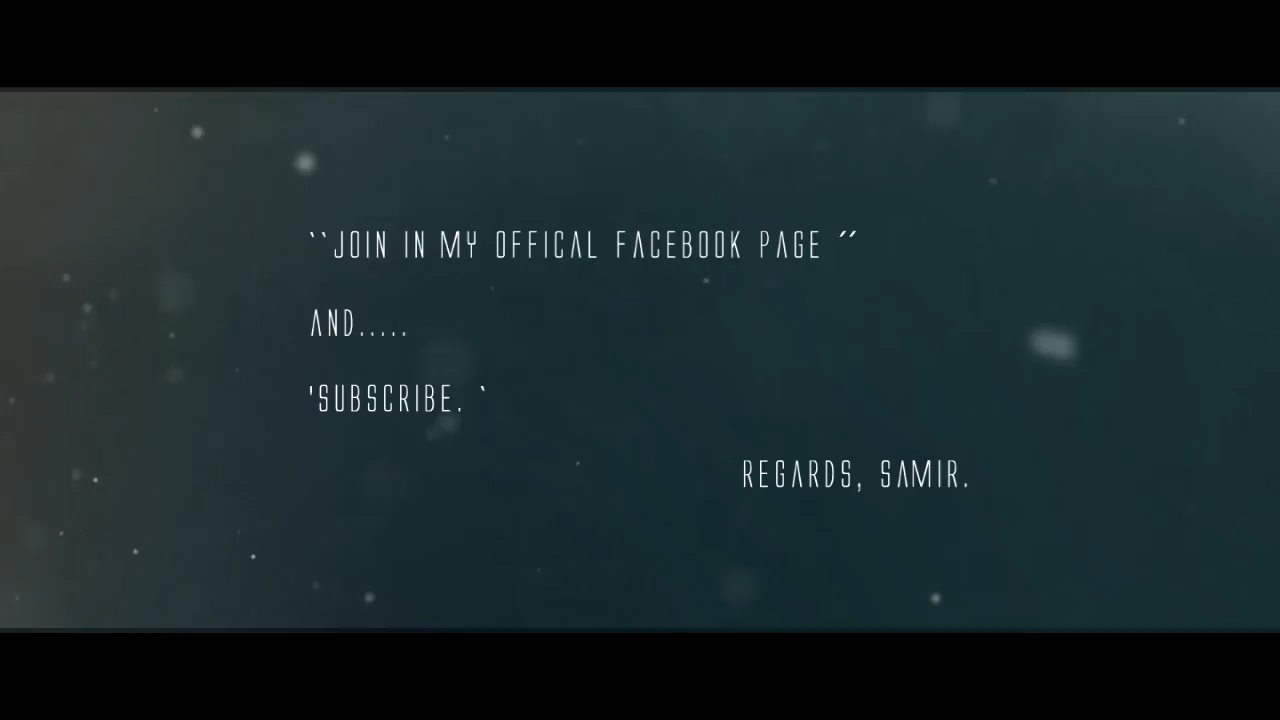 ``JOIN IN MY OFFICAL FACEBOOK PAGE ´´
AND.....
'SUBSCRIBE. `
REGARDS, SAMIR.